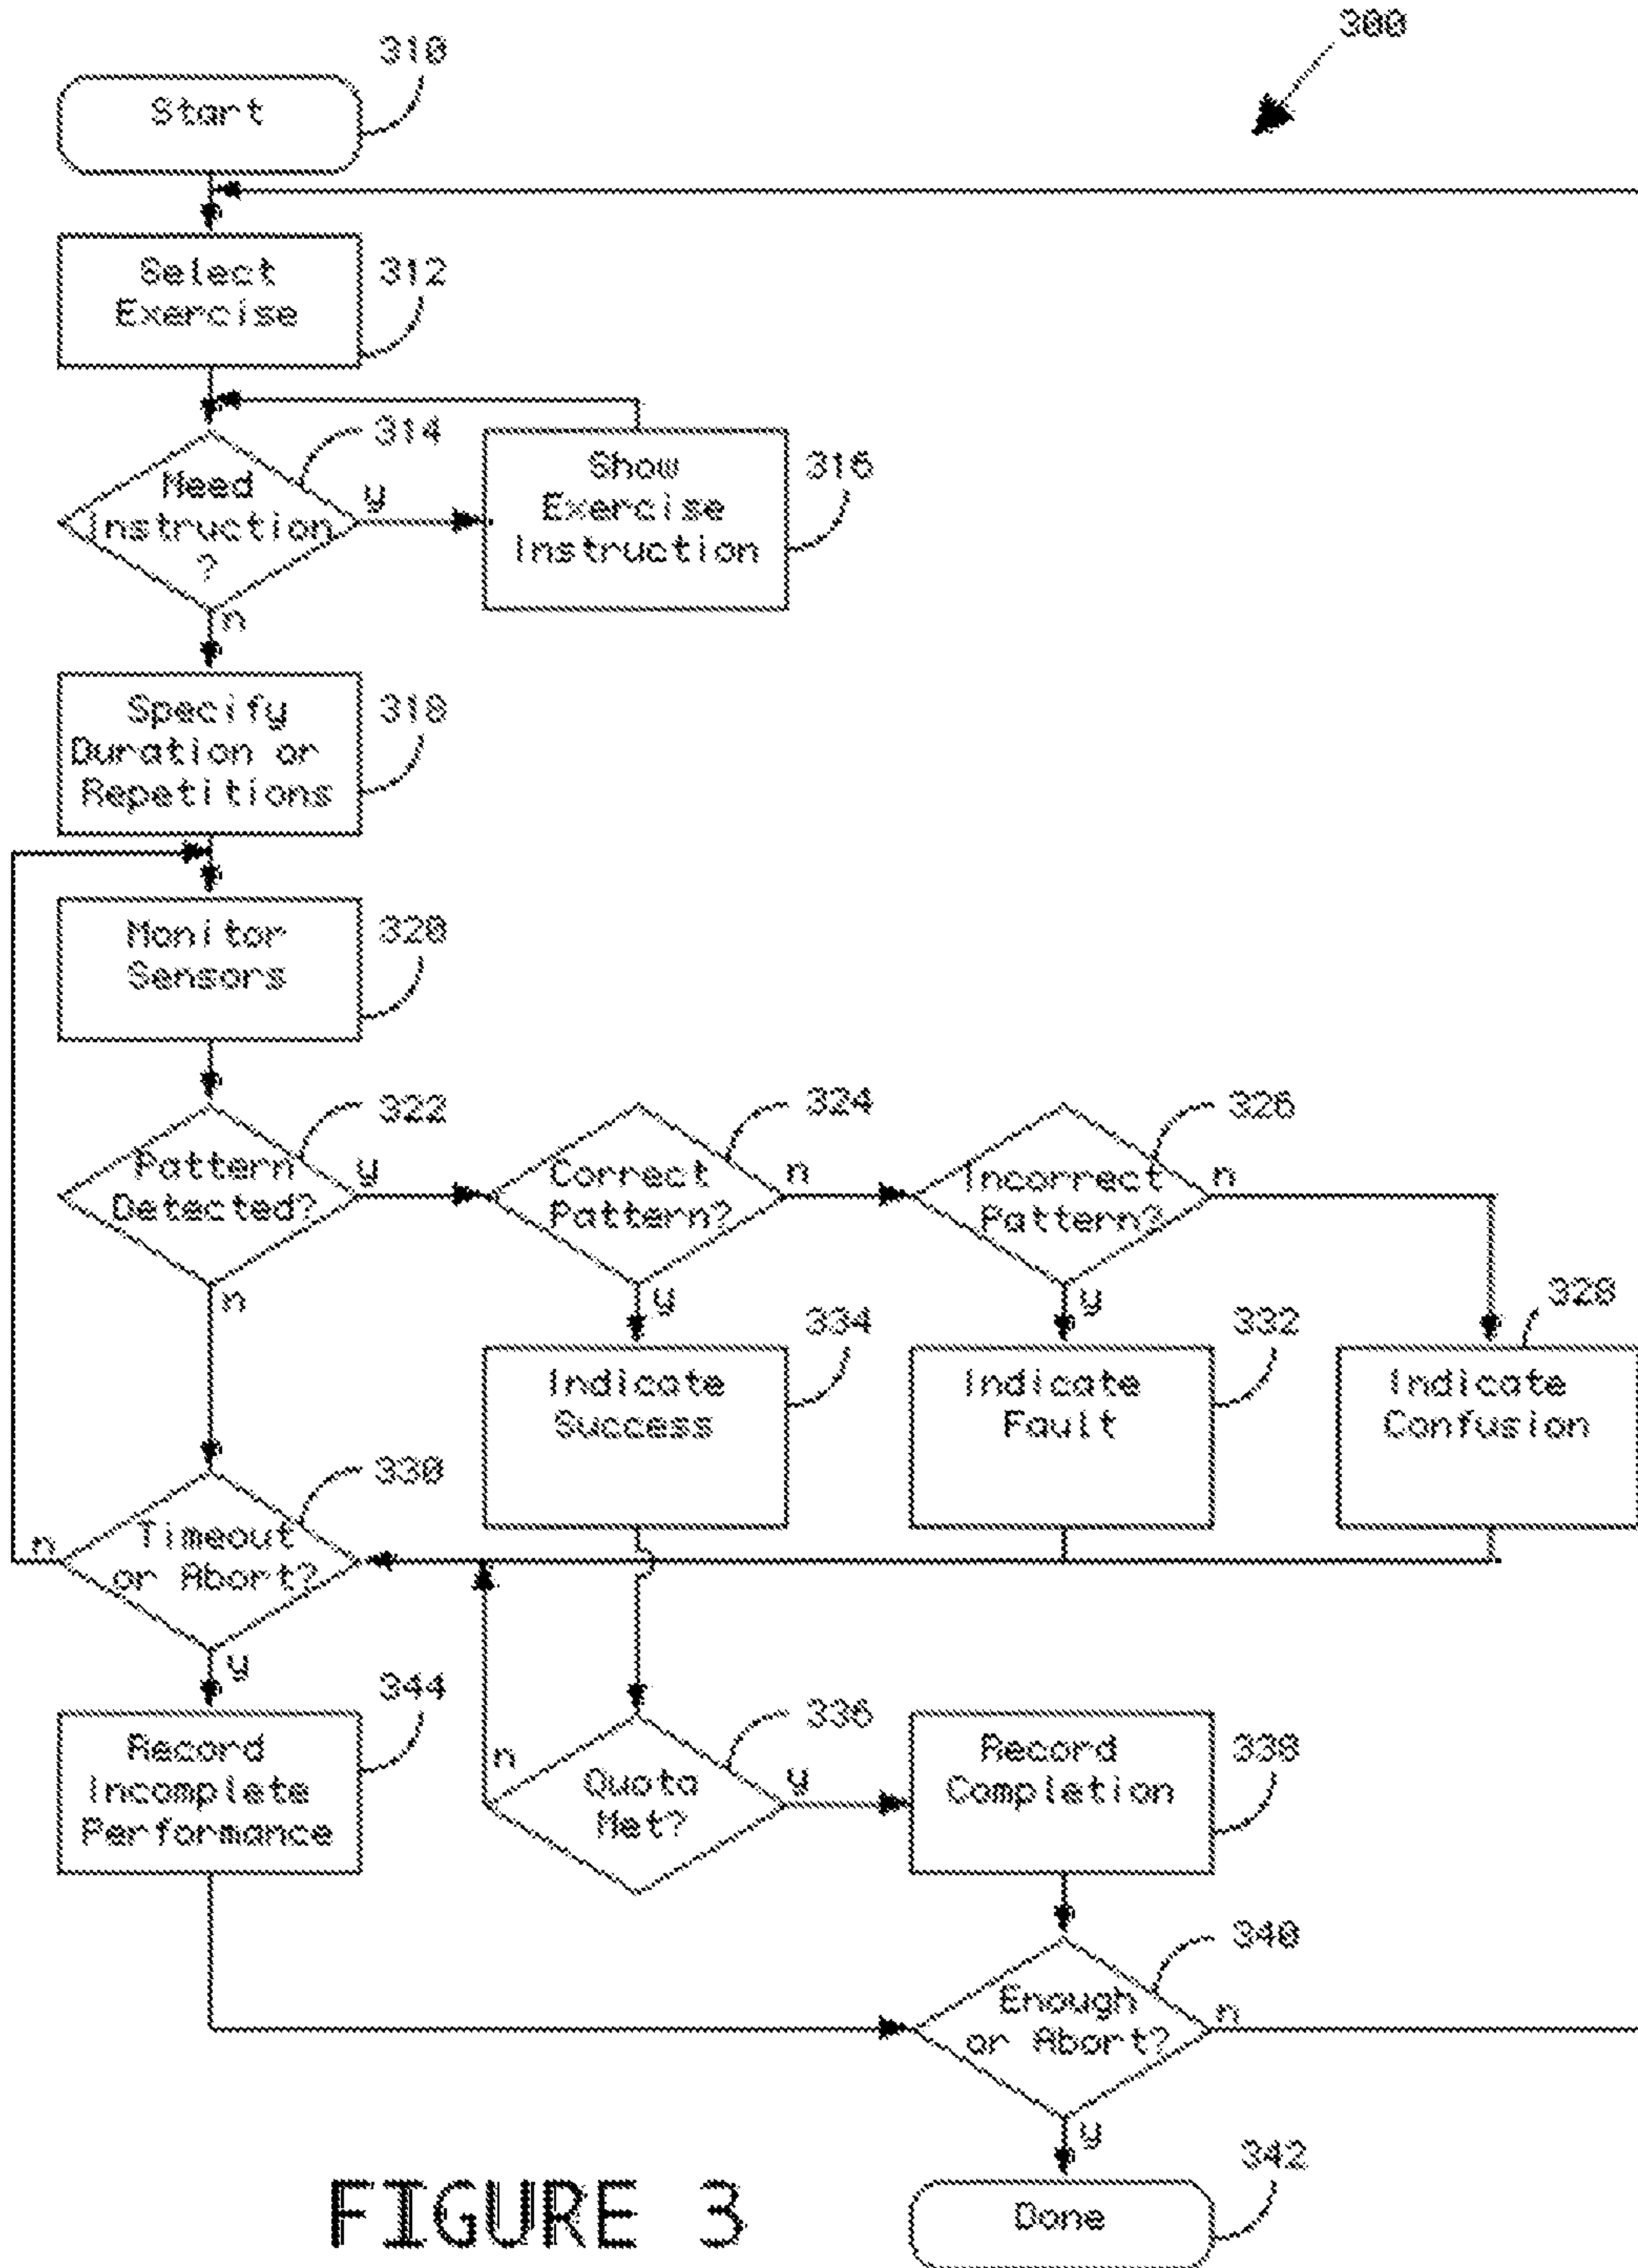 300
310
Start
Select
Exercise
312
314
Need
Instruction
?
y
n
Show
Exercise
Instruction
316
Specify
Duration or
Repetitions
318
Monitor
Sensors
320
322
Pattern
Detected?
y
n
324
Correct
Pattern?
n
y
326
Incorrect
Pattern?
n
y
328
Indicate
Confusion
334
Indicate
Success
332
Indicate
Fault
330
Timeout
or Abort?
n
y
344
Record
Incomplete
Performance
336
Quota
Met?
n
y
Record
Completion
338
340
Enough
or Abort?
n
y
342
Done
FIGURE 3